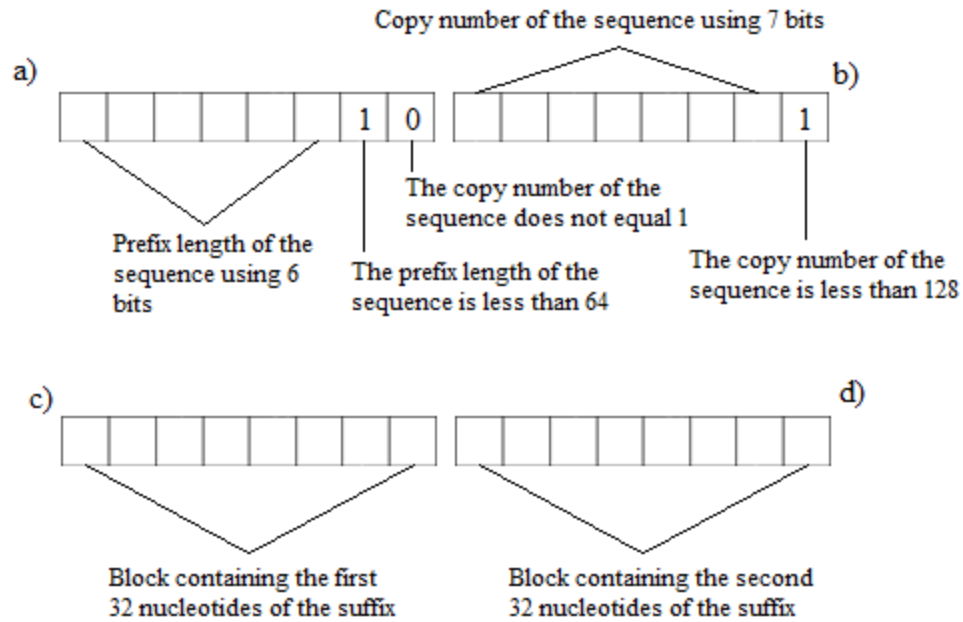 Copy number of the sequence using 7 bits
a)
b)
1 0
1
The copy number of the
sequence does not equal 1
Prefix length of the
sequence using 6
bits
The prefix length of the
sequence is less than 64
The copy number of the
sequence is less than 128
c)
d)
Block containing the first
32 nucleotides of the suffix
Block containing the second
32 nucleotides of the suffix